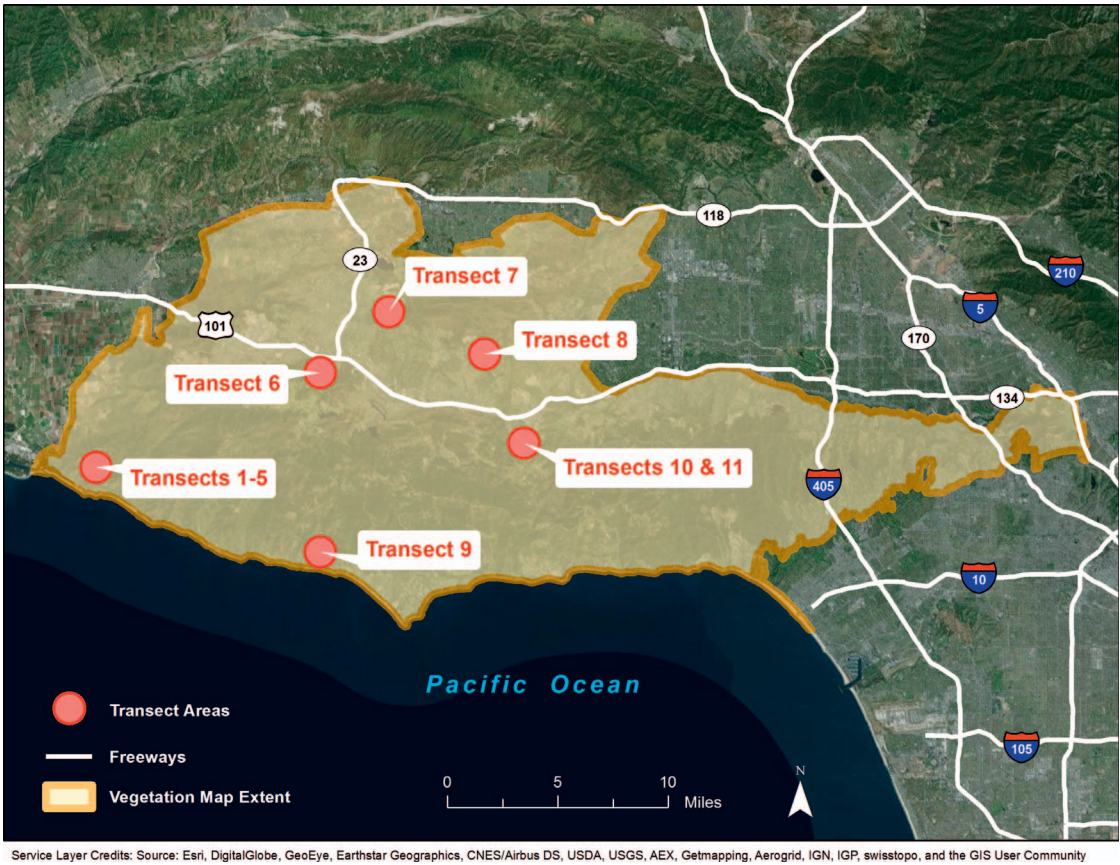 118
23
Transect 7
210
5
101
170
Transect 8
Transect 6
134
Transects 10 & 11
Transects 1-5
405
Transect 9
10
Pacific Ocean
Transect Areas
105
Freeways
N
0 5 10
Miles
Vegetation Map Extent
Service Layer Credits: Source: Esri, DigitalGlobe, GeoEye, Earthstar Geographics, CNES/Airbus DS, USDA, USGS, AEX, Getmapping, Aerogrid, IGN, IGP, swisstopo, and the GIS User Community